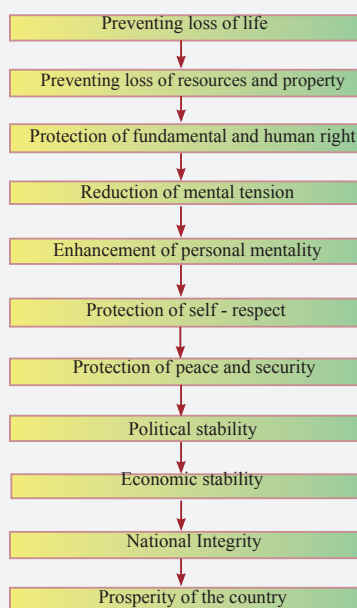 Preventing loss of life
Preventing loss of resources and property
Protection of fundamental and human right
Reduction of mental tension
Enhancement of personal mentality
Protection of self - respect
Protection of peace and security
Political stability
Economic stability
National Integrity
Prosperity of the country